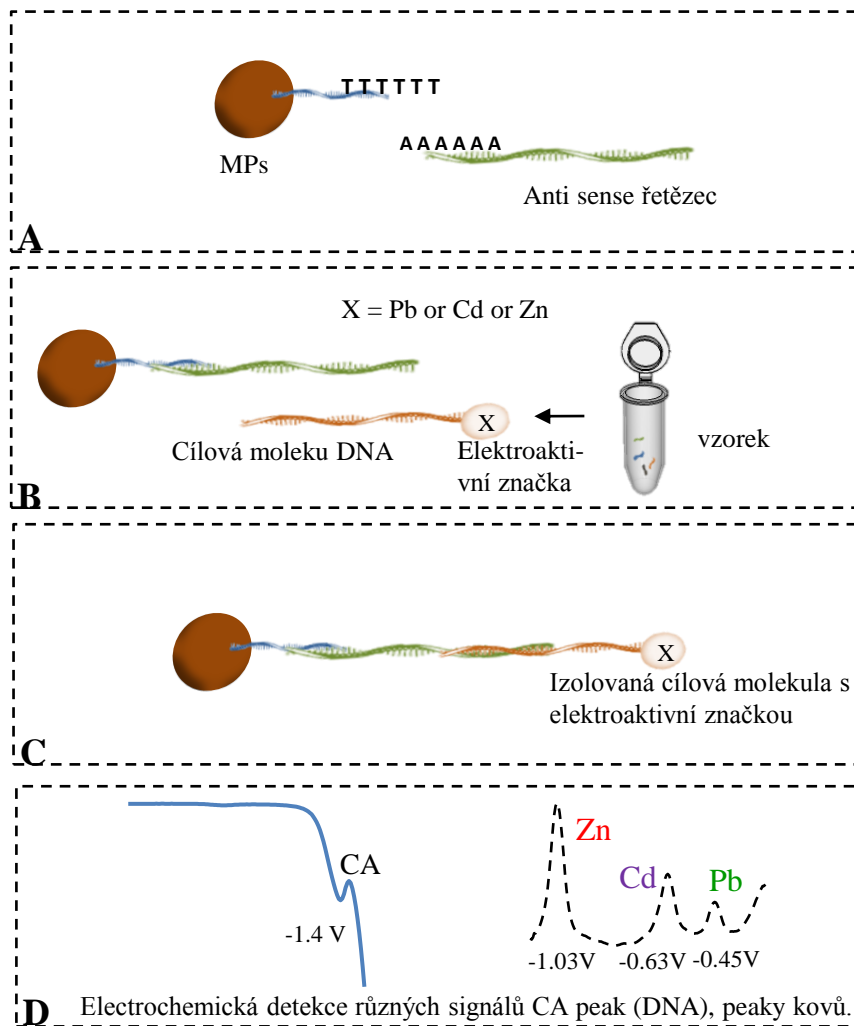 TTTTTT
AAAAAA
MPs
Anti sense řetězec
A
X = Pb or Cd or Zn
X
Cílová moleku DNA
Elektroakti-
vní značka
vzorek
B
X
Izolovaná cílová molekula s
elektroaktivní značkou
C
Zn
CA
Cd
Pb
-1.4 V
-1.03V
-0.63V
-0.45V
D
Electrochemická detekce různých signálů CA peak (DNA), peaky kovů.